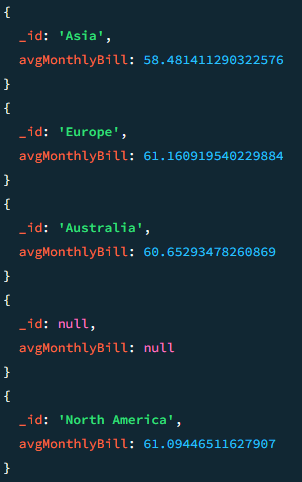 {
  _id: 'Asia',
  avgMonthlyBill: 58.481411290322576
}
{
  _id: 'Europe',
  avgMonthlyBill: 61.160919540229884
}
{
  _id: 'Australia',
  avgMonthlyBill: 60.65293478260869
}
{
  _id: null,
  avgMonthlyBill: null
}
{
  _id: 'North America',
  avgMonthlyBill: 61.09446511627907
}